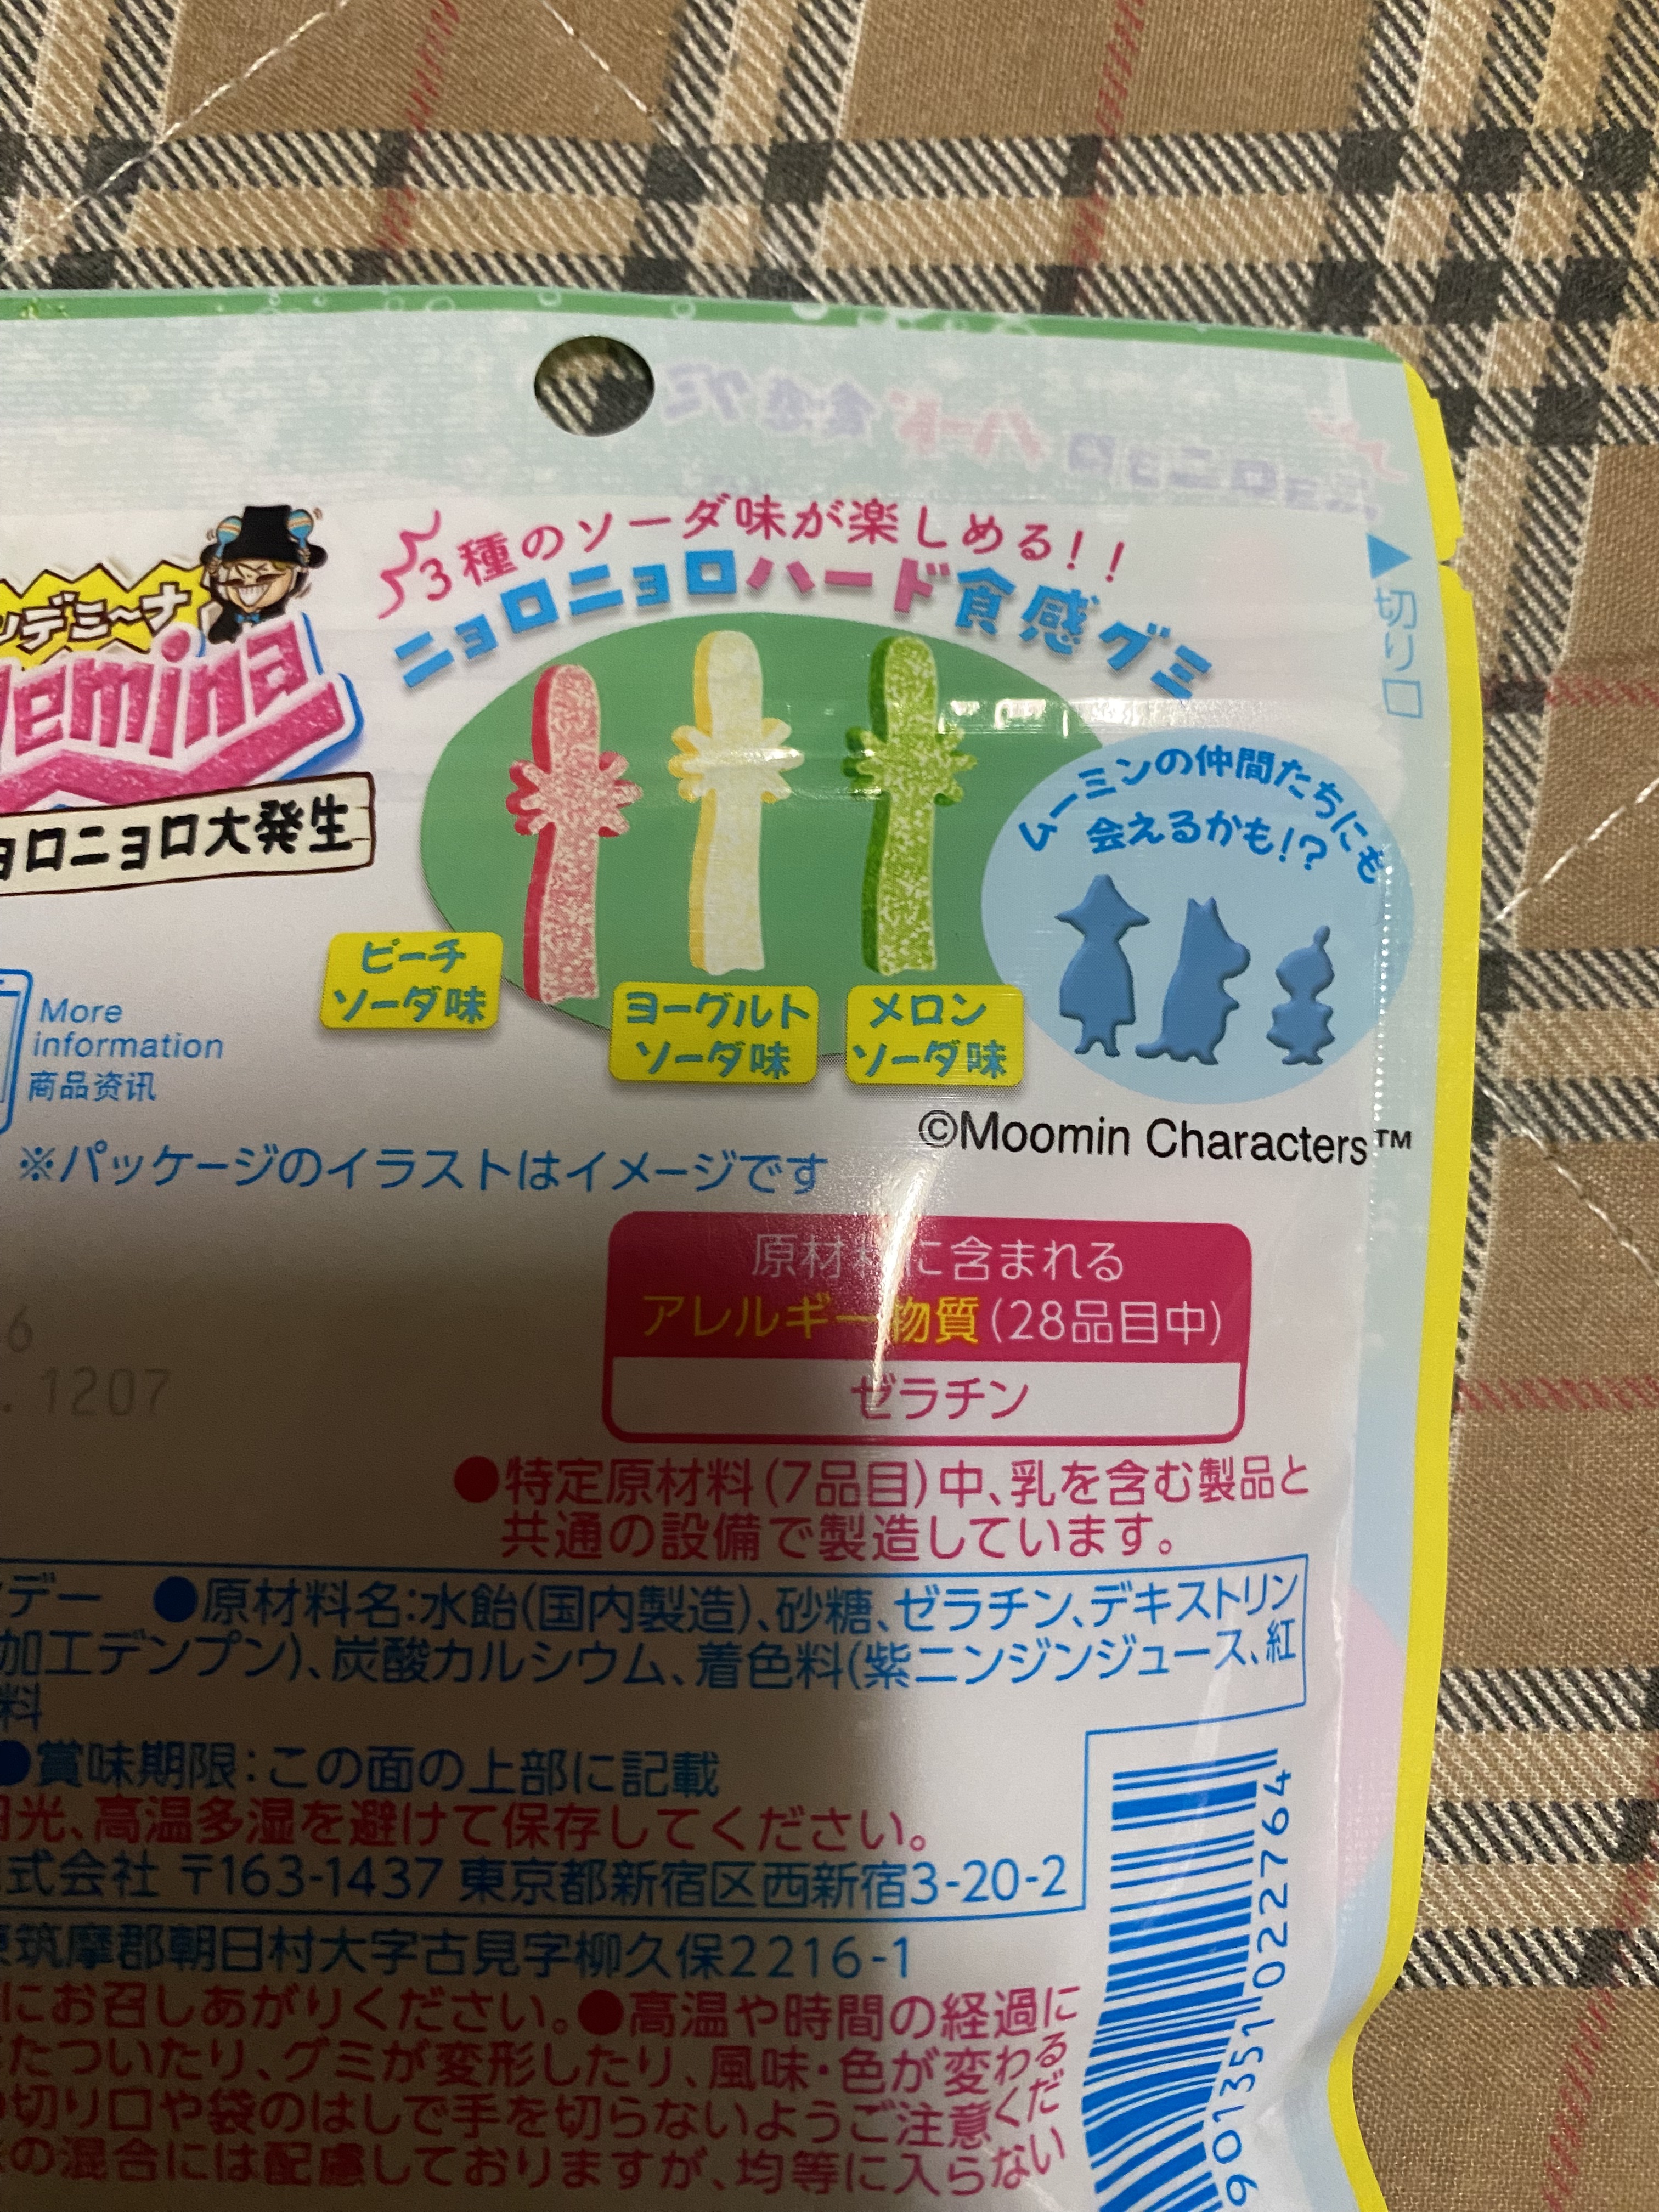 3種のソーダ味が楽しめる!!
ニョロニョロハード食感グミ
切り口
ンデミ〜ナ
emina
ョロニョロ大発生
ムーミンの仲間たちにも
会えるかも!?
ピーチ
ソーダ味
ヨーグルト
ソーダ味
メロン
ソーダ味
More
information
商品资讯
©Moomin Characters™
※パッケージのイラストはイメージです
原材料に含まれる
アレルギー物質(28品目中)
ゼラチン
6
. 1207
●特定原材料(7品目)中、乳を含む製品と
共通の設備で製造しています。
デー ●原材料名:水飴(国内製造)、砂糖、ゼラチン、デキストリン
加工デンプン)、炭酸カルシウム、着色料(紫ニンジンジュース、紅
料
●賞味期限:この面の上部に記載
光、高温多湿を避けて保存してください。
式会社 〒163-1437 東京都新宿区西新宿3-20-2
筑摩郡朝日村大字古見字柳久保2216-1
にお召しあがりください。●高温や時間の経過に
たついたり、グミが変形したり、風味・色が変わる
切り口や袋のはしで手を切らないようご注意くだ
の混合には配慮しておりますが、均等に入らない
901351022764